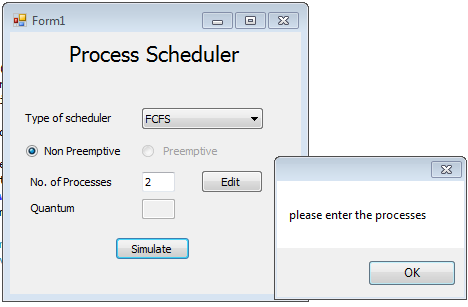 Form1
Process Scheduler
Type of scheduler
FCFS
Non Preemptive
Preemptive
No. of Processes
2
Edit
Quantum
Simulate
please enter the processes
OK